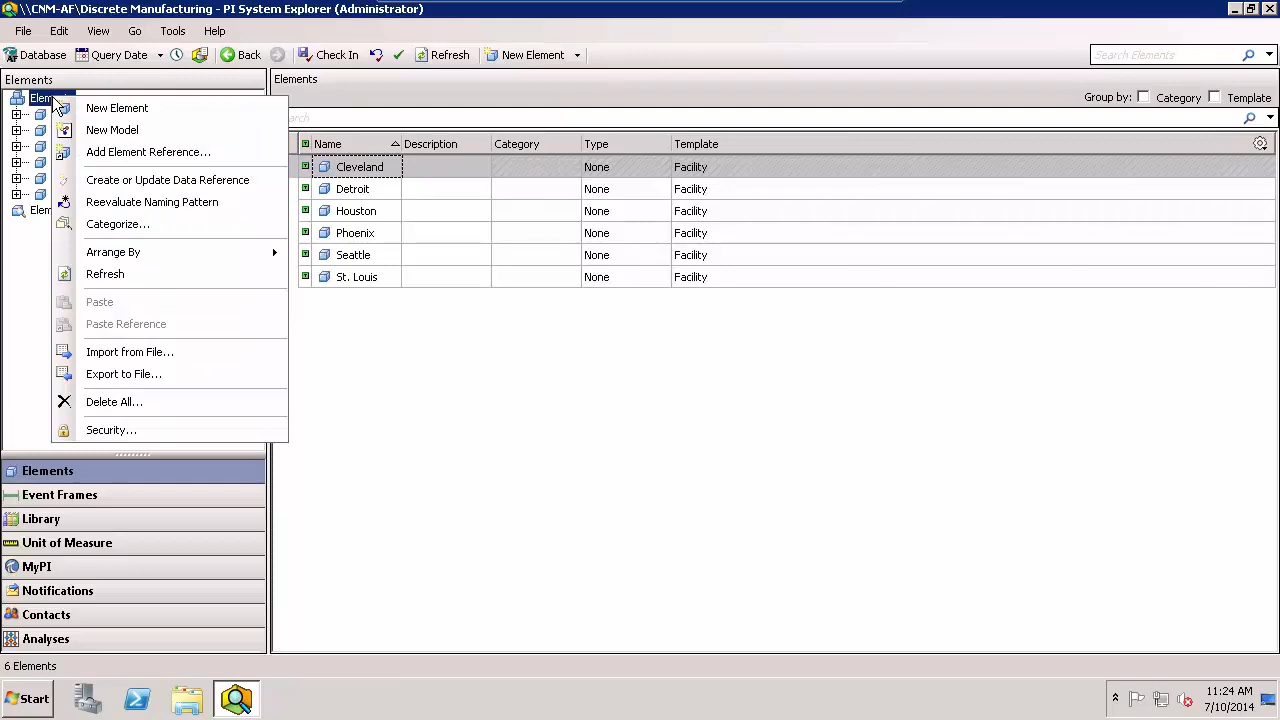 \\CNM-AF\Discrete Manufacturing - PI System Explorer (Administrator)
File Edit View Go Tools Help
Database Query Date Back Check In Refresh New Element Search Elements
Elements
Elements
Group by: Category Template
New Element
New Model
Add Element Reference...
Create or Update Data Reference
Reevaluate Naming Pattern
Categorize...
Arrange By
Refresh
Paste
Paste Reference
Import from File...
Export to File...
Delete All...
Security...
Name Description Category Type Template
Cleveland None Facility
Detroit None Facility
Houston None Facility
Phoenix None Facility
Seattle None Facility
St. Louis None Facility
Elements
Event Frames
Library
Unit of Measure
MyPI
Notifications
Contacts
Analyses
6 Elements
Start
11:24 AM
7/10/2014